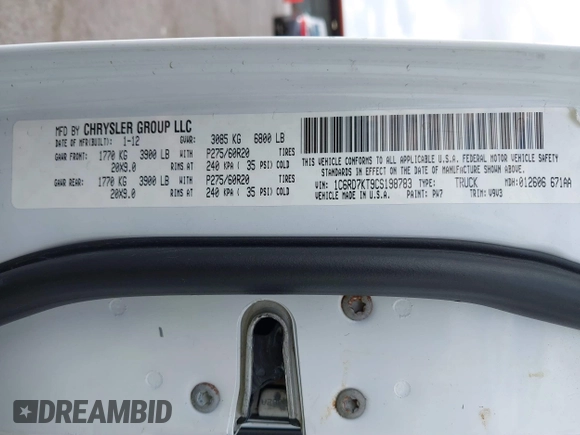 MFD BY CHRYSLER GROUP LLC
DATE OF MFR(BUILT): 1-12 GVWR: 3085 KG 6800 LB
GAWR FRONT: 1770 KG 3900 LB WITH P275/60R20 TIRES
20X9.0 RIMS AT 240 KPA ( 35 PSI) COLD
GAWR REAR: 1770 KG 3900 LB WITH P275/60R20 TIRES
20X9.0 RIMS AT 240 KPA ( 35 PSI) COLD
THIS VEHICLE CONFORMS TO ALL APPLICABLE U.S.A. FEDERAL MOTOR VEHICLE SAFETY
STANDARDS IN EFFECT ON THE DATE OF MANUFACTURE SHOWN ABOVE
VIN: 1C6RD7KT9CS198783 TYPE: TRUCK MDH:012606 671AA
VEHICLE MADE IN U.S.A. PAINT: PW7 TRIM: V9V3
DREAMBID